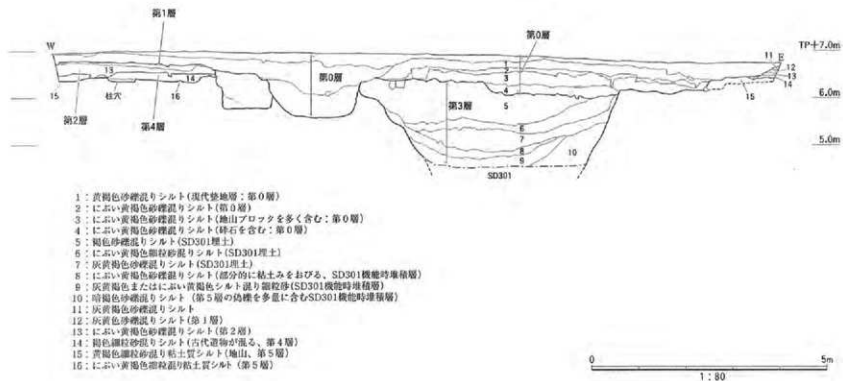 第1層
第0層
W
TP+7.0m
11 E
12
13
14
1
2
3
4
5
第0層
13
14
15
柱穴
16
第3層
15
6.0m
第2層
第4層
6
7
8
9
10
5.0m
SD301
1：黄褐色砂礫混りシルト(現代整地層：第0層)
2：にぶい黄褐色砂礫混りシルト(第0層)
3：にぶい黄褐色砂礫混りシルト(地山ブロックを多く含む：第0層)
4：にぶい黄褐色砂礫混りシルト(砕石を含む：第0層)
5：褐色砂礫混りシルト(SD301埋土)
6：にぶい黄褐色細粒砂混りシルト(SD301埋土)
7：灰黄褐色砂礫混りシルト(SD301埋土)
8：にぶい黄褐色砂礫混りシルト(部分的に粘土みをおびる、SD301機能時堆積層)
9：灰黄褐色またはにぶい黄褐色シルト混り細粒砂(SD301機能時堆積層)
10：暗褐色砂礫混りシルト（第5層の偽礫を多量に含むSD301機能時堆積層)
11：灰黄褐色砂礫混りシルト
12：灰黄色砂礫混りシルト(第1層)
13：にぶい黄褐色砂礫混りシルト(第2層)
14：褐色細粒砂混りシルト(古代遺物が混る、第4層)
15：黄褐色細粒砂混り粘土質シルト(地山、第5層)
16：にぶい黄褐色細粒混り粘土質シルト(第5層)
0 5m
1：80